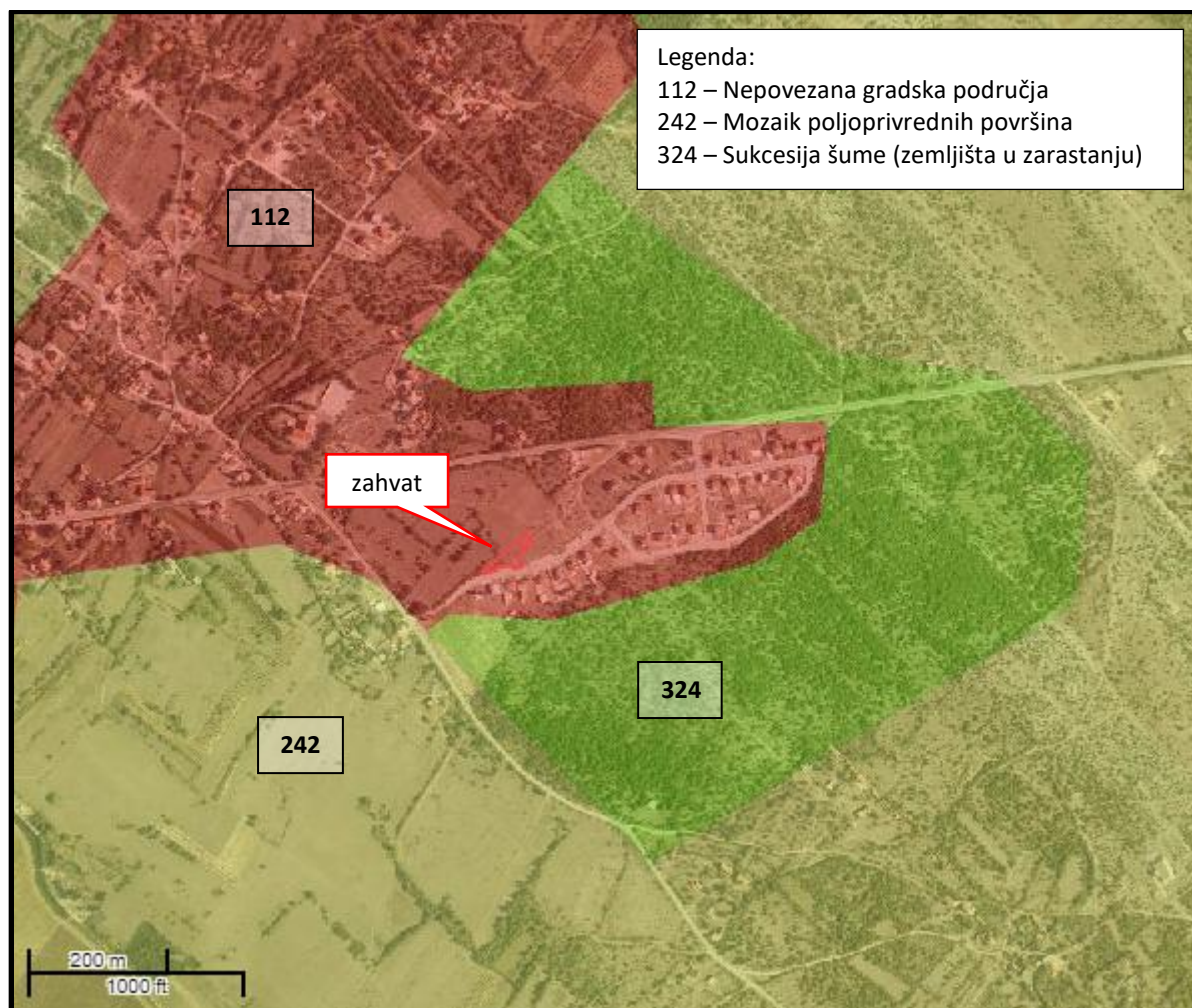 Legenda:
112 – Nepovezana gradska područja
242 – Mozaik poljoprivrednih površina
324 – Sukcesija šume (zemljišta u zarastanju)
112
zahvat
324
242
200 m
1000 ft